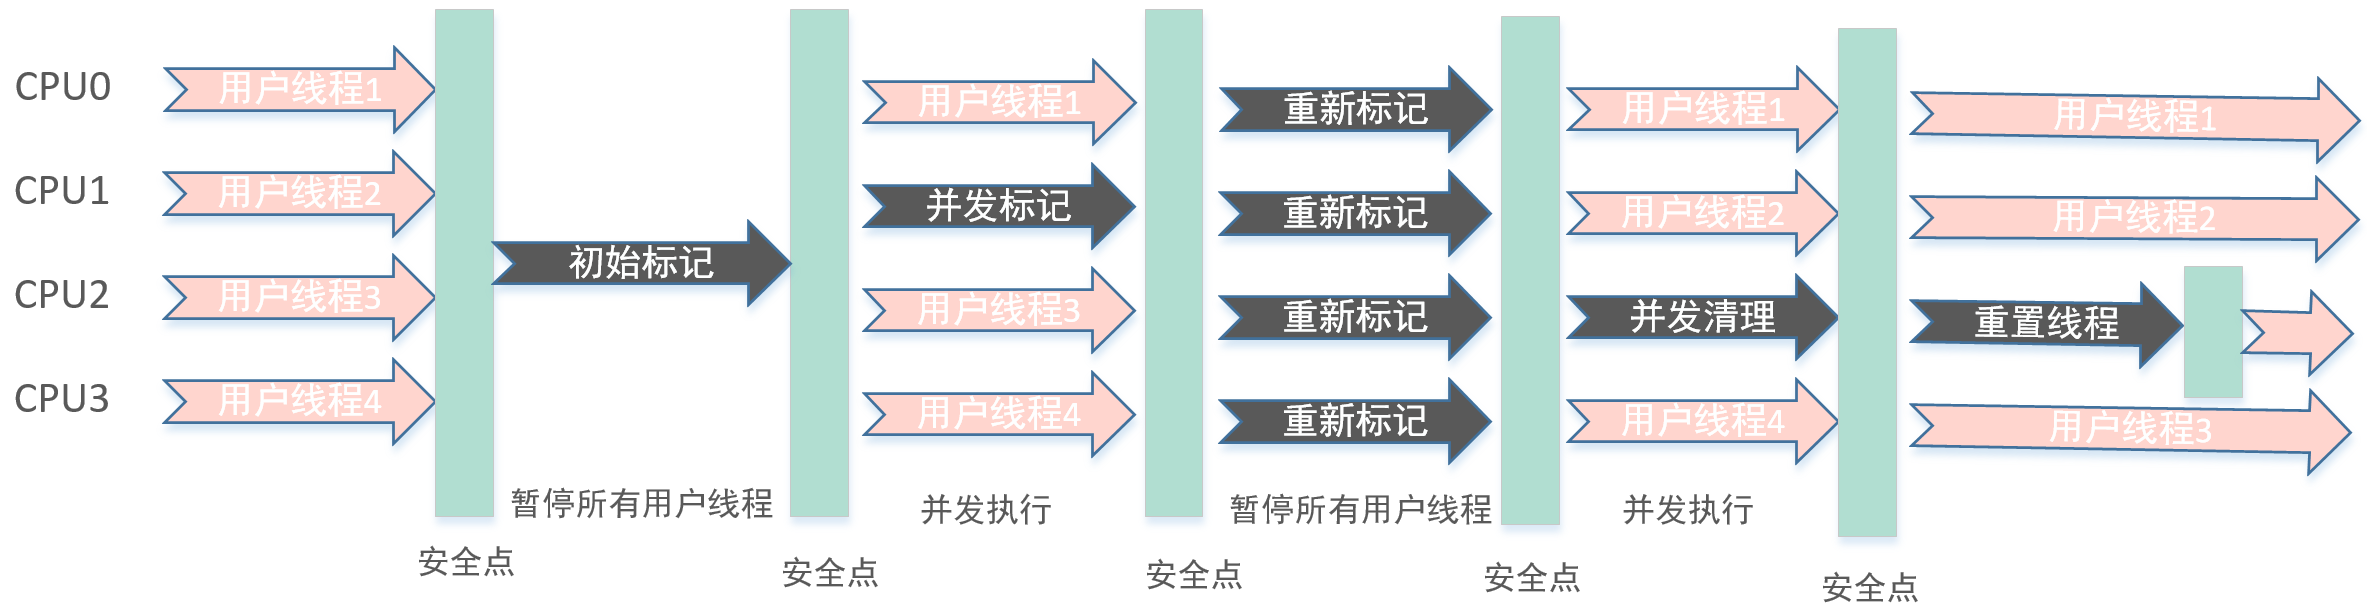 CPU0 用户线程1 用户线程1 重新标记 用户线程1 用户线程1
CPU1 用户线程2 并发标记 重新标记 用户线程2 用户线程2
初始标记
CPU2 用户线程3 用户线程3 重新标记 并发清理 重置线程
CPU3 用户线程4 用户线程4 重新标记 用户线程4 用户线程3
暂停所有用户线程 并发执行 暂停所有用户线程 并发执行
安全点 安全点 安全点 安全点 安全点